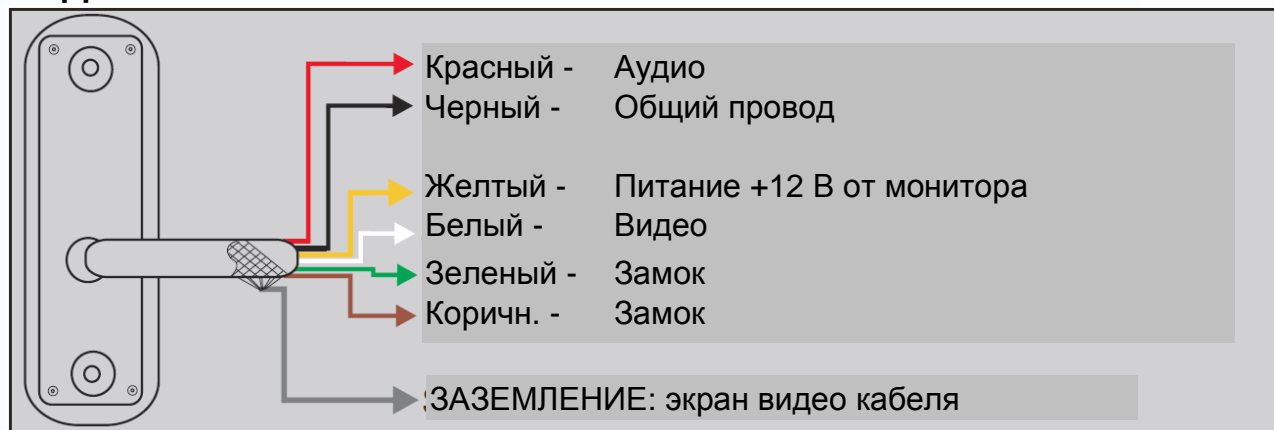 Красный - Аудио
Черный - Общий провод
Желтый - Питание +12 В от монитора
Белый - Видео
Зеленый - Замок
Коричн. - Замок
ЗАЗЕМЛЕНИЕ: экран видео кабеля